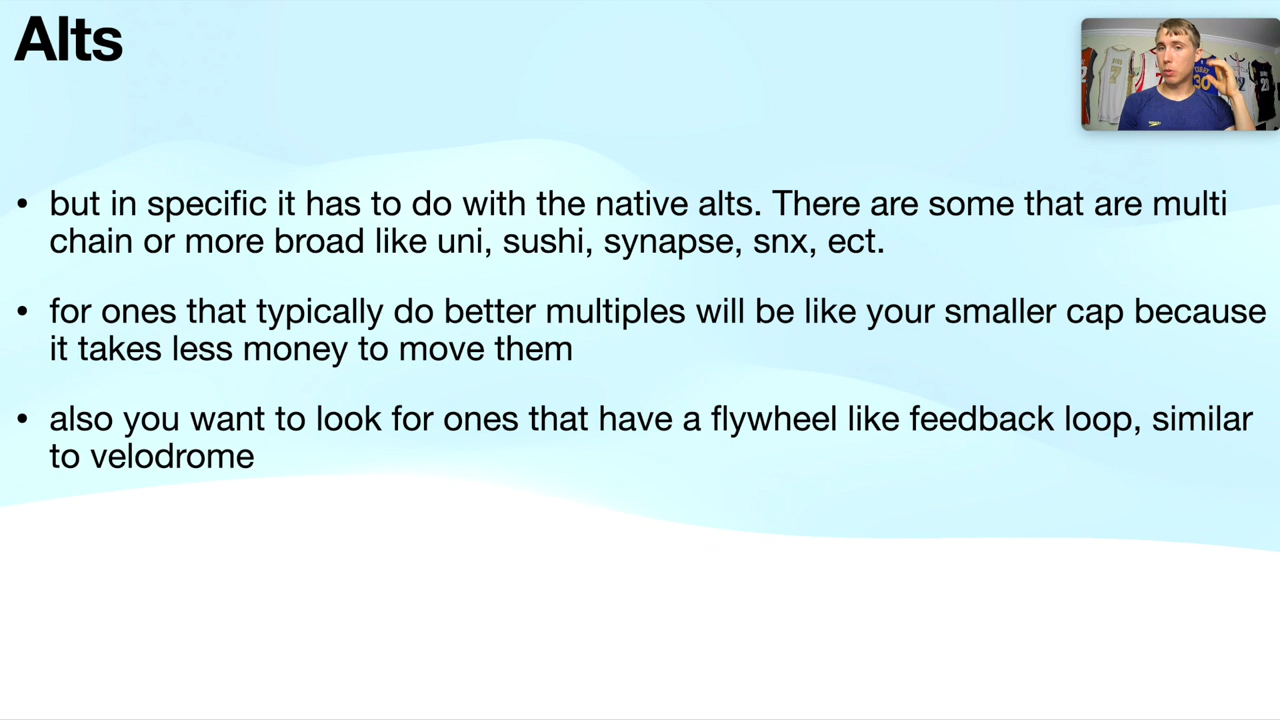 Alts
• but in specific it has to do with the native alts. There are some that are multi
chain or more broad like uni, sushi, synapse, snx, ect.
• for ones that typically do better multiples will be like your smaller cap because
it takes less money to move them
• also you want to look for ones that have a flywheel like feedback loop, similar
to velodrome
7
30